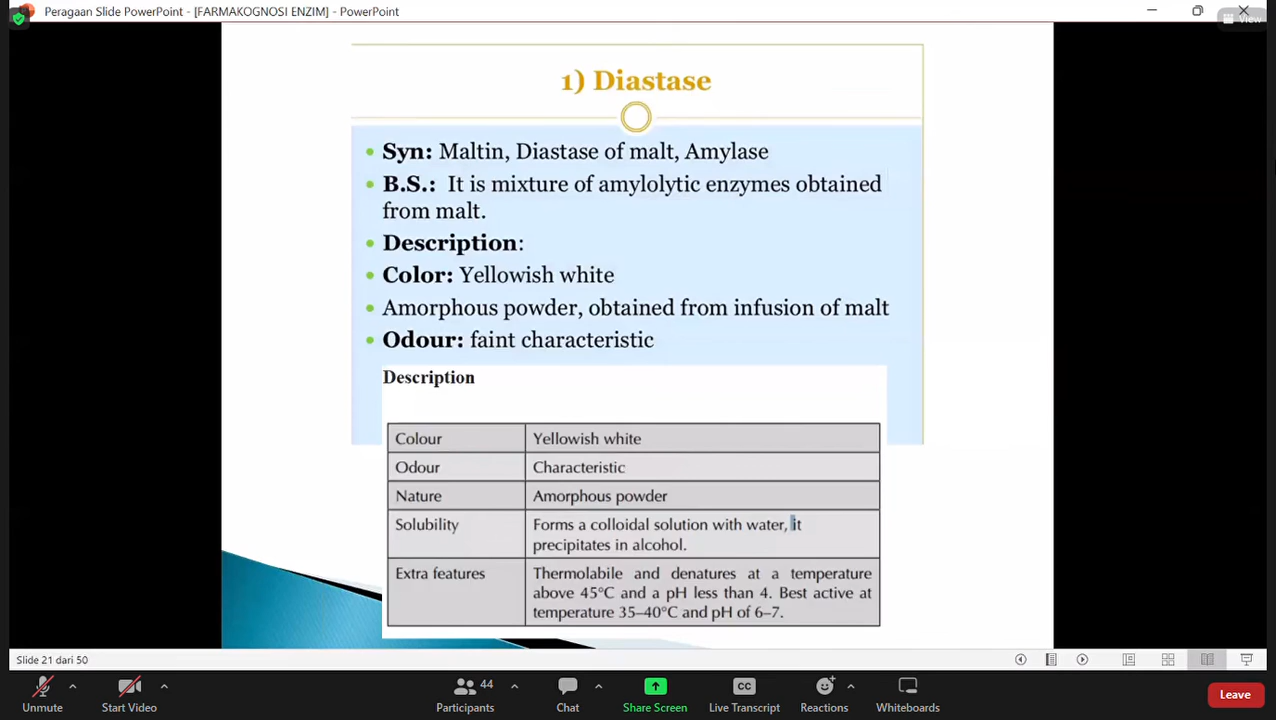 Peragaan Slide PowerPoint - [FARMAKOGNOSI ENZIM] - PowerPoint
View
1) Diastase
Syn: Maltin, Diastase of malt, Amylase
B.S.: It is mixture of amylolytic enzymes obtained
from malt.
Description:
Color: Yellowish white
Amorphous powder, obtained from infusion of malt
Odour: faint characteristic
Description
Colour Yellowish white
Odour Characteristic
Nature Amorphous powder
Solubility Forms a colloidal solution with water, it
precipitates in alcohol.
Extra features Thermolabile and denatures at a temperature
above 45°C and a pH less than 4. Best active at
temperature 35–40°C and pH of 6–7.
Slide 21 dari 50
Unmute Start Video Participants 44 Chat Share Screen CC Live Transcript Reactions Whiteboards Leave